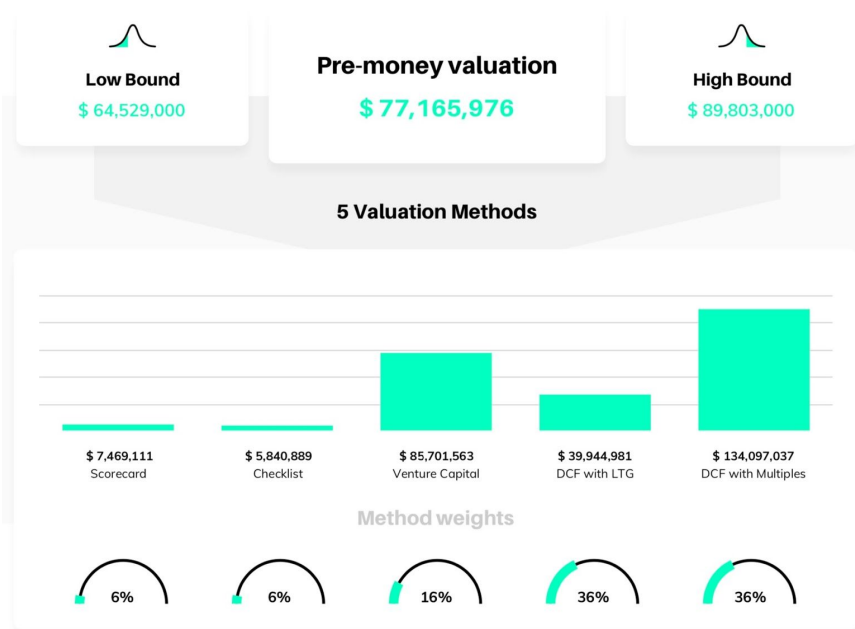 Low Bound
$ 64,529,000
Pre-money valuation
$ 77,165,976
High Bound
$ 89,803,000
5 Valuation Methods
$ 7,469,111
Scorecard
$ 5,840,889
Checklist
$ 85,701,563
Venture Capital
$ 39,944,981
DCF with LTG
$ 134,097,037
DCF with Multiples
Method weights
6%
6%
16%
36%
36%